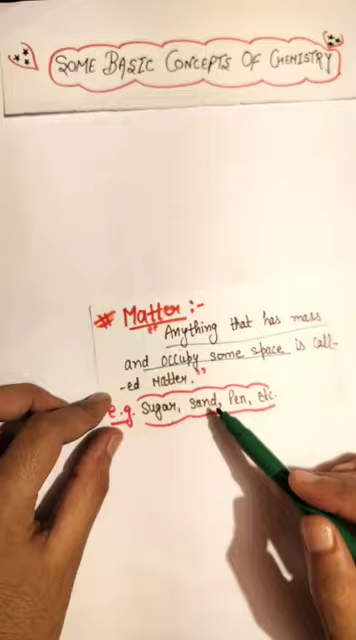 SOME BASIC CONCEPTS OF CHEMISTRY
* Matter:-
"Anything that has mass
and occupy some space is call-
-ed Matter."
e.g. Sugar, Sand, Pen, etc.